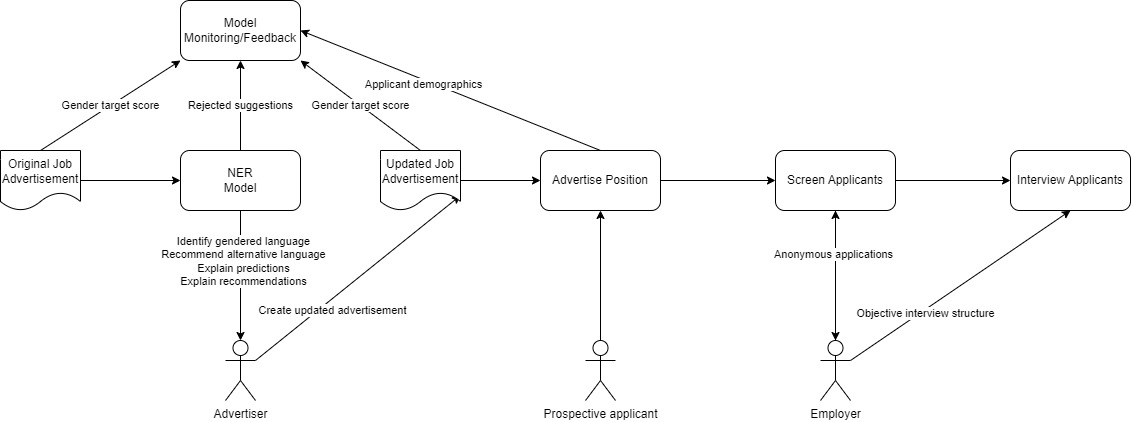 Model
Monitoring/Feedback
Applicant demographics
Gender target score
Rejected suggestions
Gender target score
Original Job
Advertisement
NER
Model
Updated Job
Advertisement
Advertise Position
Screen Applicants
Interview Applicants
Identify gendered language
Recommend alternative language
Explain predictions
Explain recommendations
Anonymous applications
Create updated advertisement
Objective interview structure
Advertiser
Prospective applicant
Employer